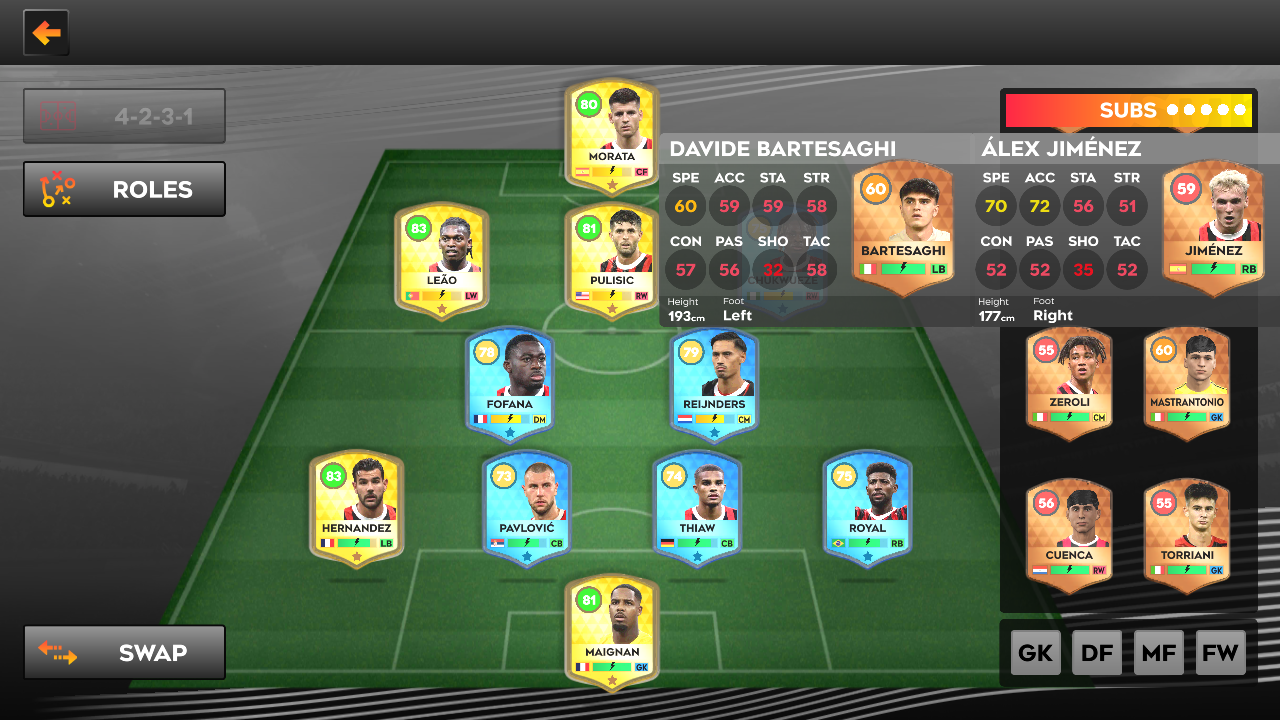 4-2-3-1
ROLES
SWAP
80
MORATA
CF
83
LEÃO
LW
81
PULISIC
RW
CHUKWUEZE
RW
78
FOFANA
DM
79
REIJNDERS
CM
83
HERNANDEZ
LB
73
PAVLOVIĆ
CB
74
THIAW
CB
75
ROYAL
RB
81
MAIGNAN
GK
SUBS
DAVIDE BARTESAGHI
SPE ACC STA STR
60 59 59 58
CON PAS SHO TAC
57 56 32 58
Height Foot
193cm Left
60
BARTESAGHI
LB
ÁLEX JIMÉNEZ
SPE ACC STA STR
70 72 56 51
CON PAS SHO TAC
52 52 35 52
Height Foot
177cm Right
59
JIMÉNEZ
RB
55
ZEROLI
CM
60
MASTRANTONIO
GK
56
CUENCA
RW
55
TORRIANI
GK
GK DF MF FW